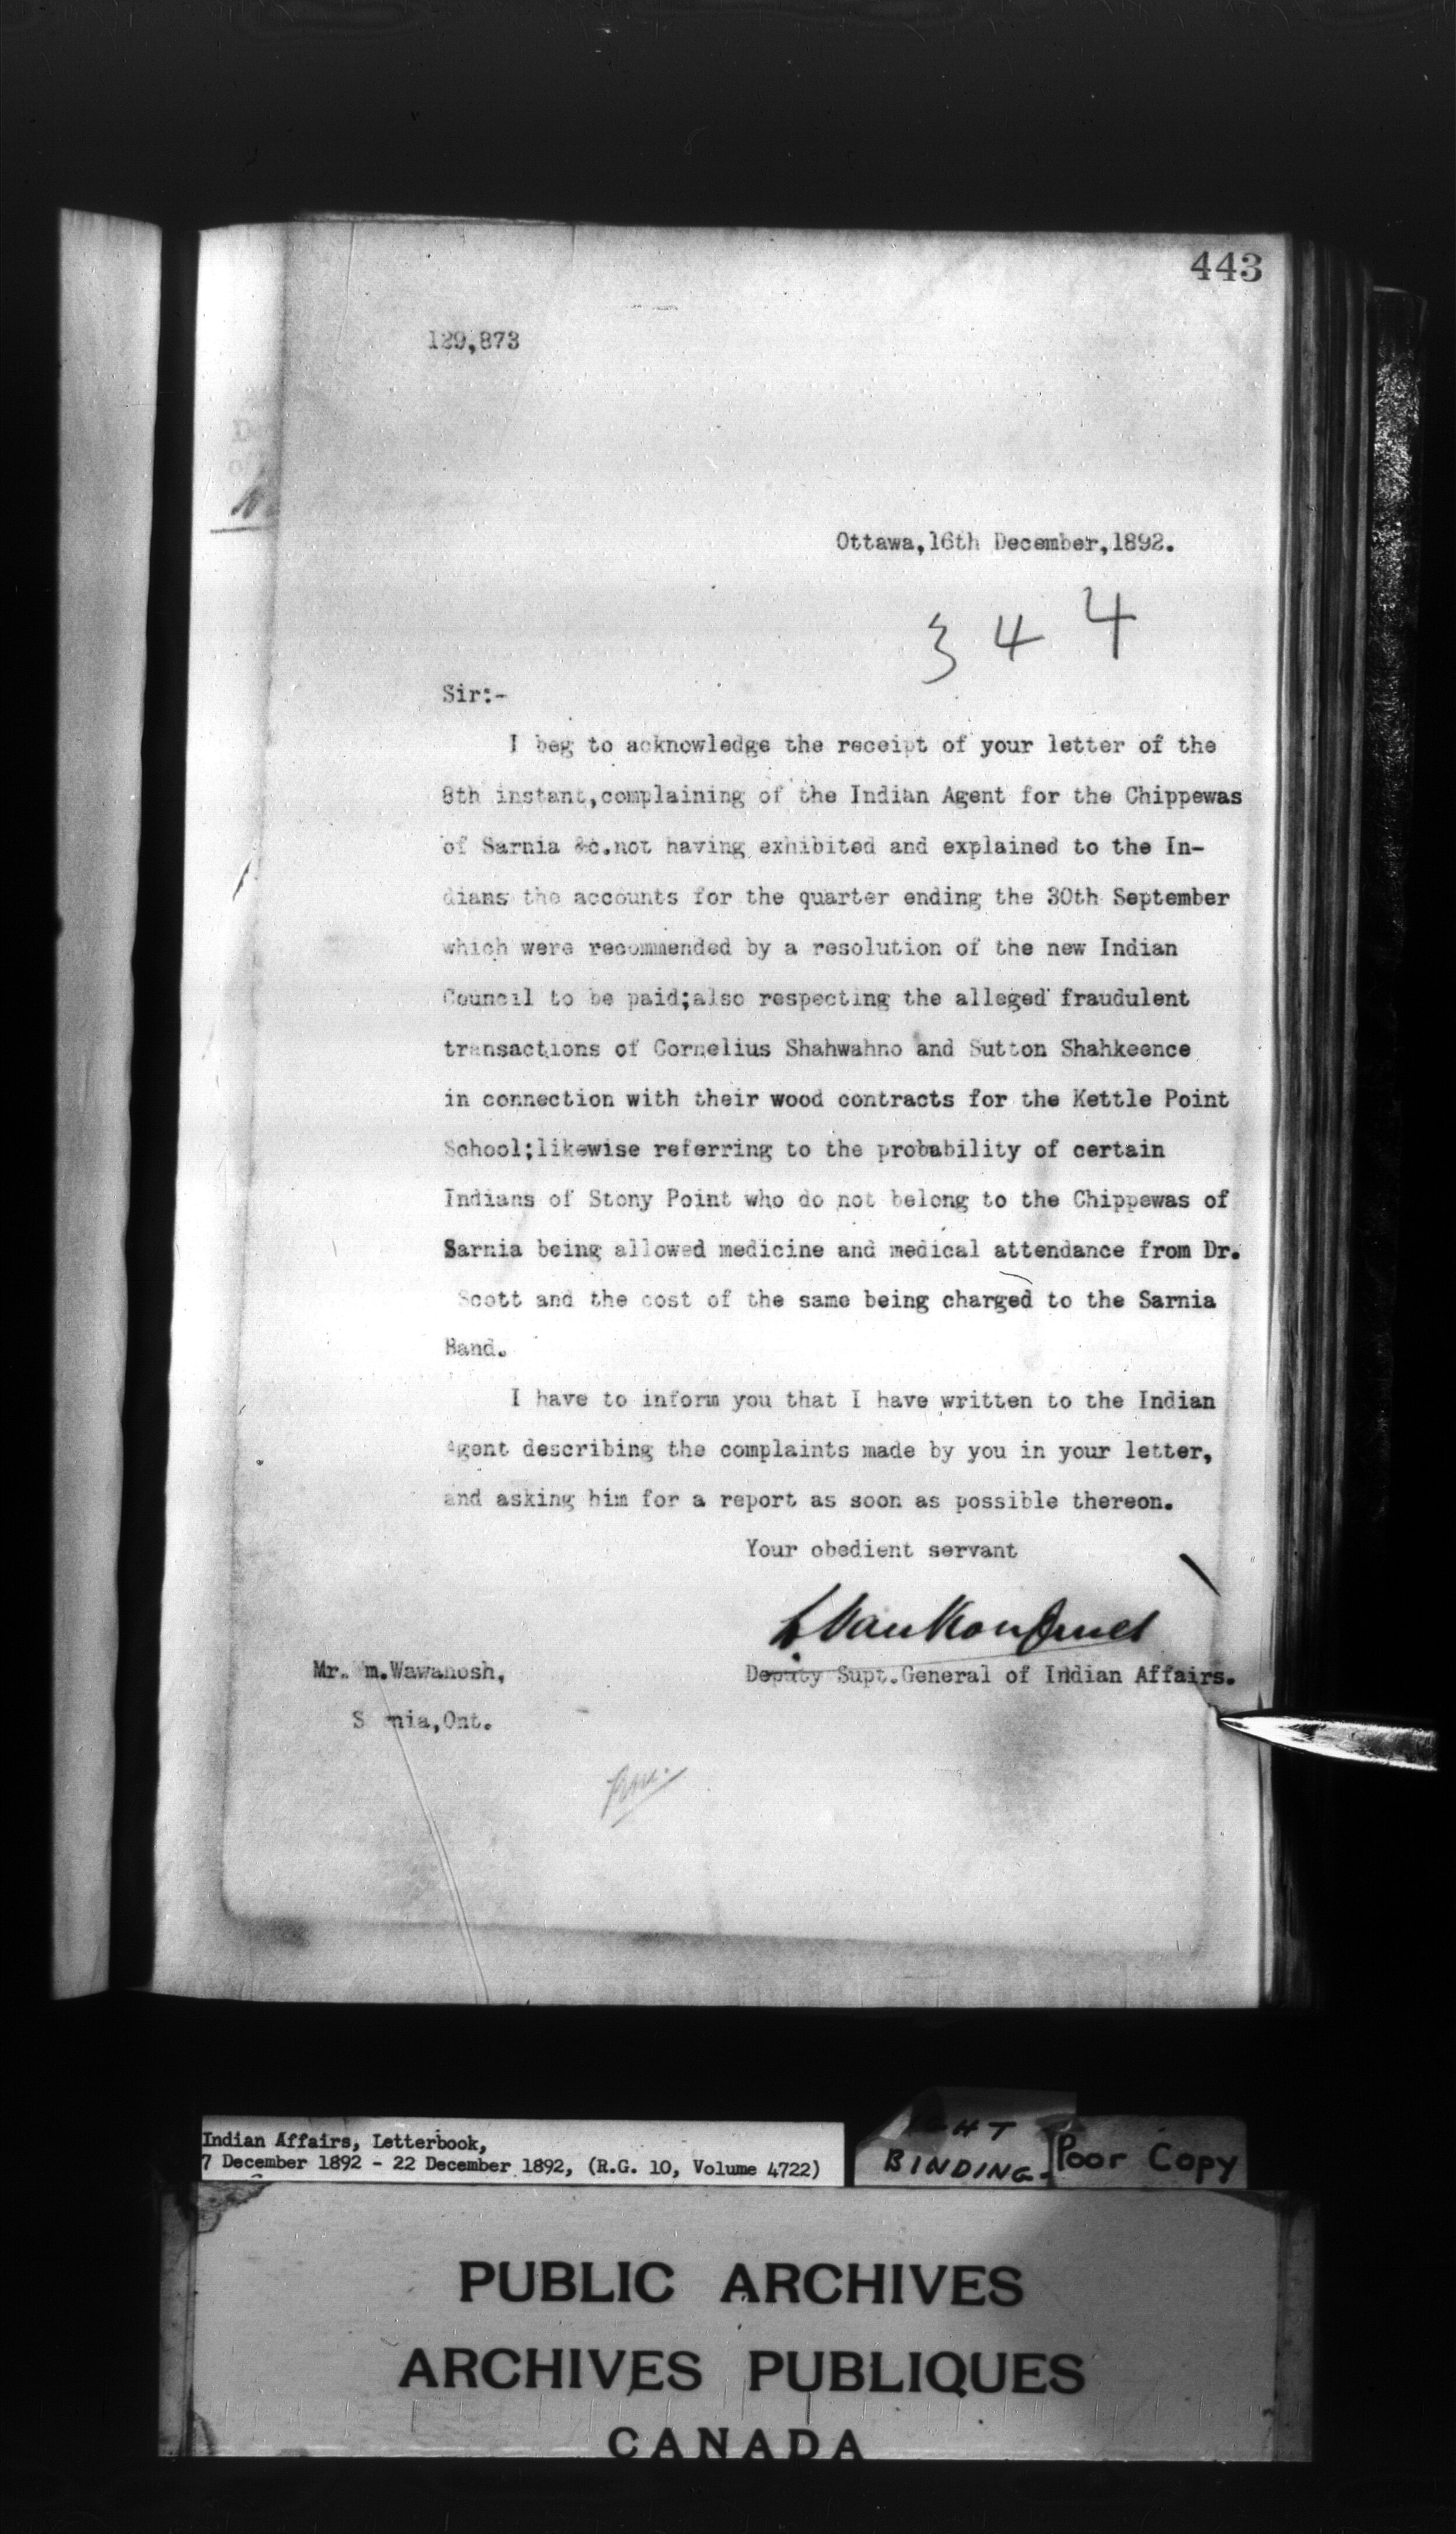 443
129,873
Ottawa,16th December,1892.
344
Sir:-
I beg to acknowledge the receipt of your letter of the
8th instant,complaining of the Indian Agent for the Chippewas
of Sarnia &c.not having exhibited and explained to the In-
dians the accounts for the quarter ending the 30th September
which were recommended by a resolution of the new Indian
Council to be paid;also respecting the alleged fraudulent
transactions of Cornelius Shahwahno and Sutton Shahkeence
in connection with their wood contracts for the Kettle Point
School;likewise referring to the probability of certain
Indians of Stony Point who do not belong to the Chippewas of
Sarnia being allowed medicine and medical attendance from Dr.
Scott and the cost of the same being charged to the Sarnia
Band.
I have to inform you that I have written to the Indian
Agent describing the complaints made by you in your letter,
and asking him for a report as soon as possible thereon.
Your obedient servant
L Vankoughnet
Deputy Supt.General of Indian Affairs.
Mr. m.Wawanosh,
S nia,Ont.
Indian Affairs, Letterbook,
7 December 1892 - 22 December 1892, (R.G. 10, Volume 4722)
BINDING
Poor Copy
PUBLIC ARCHIVES
ARCHIVES PUBLIQUES
CANADA